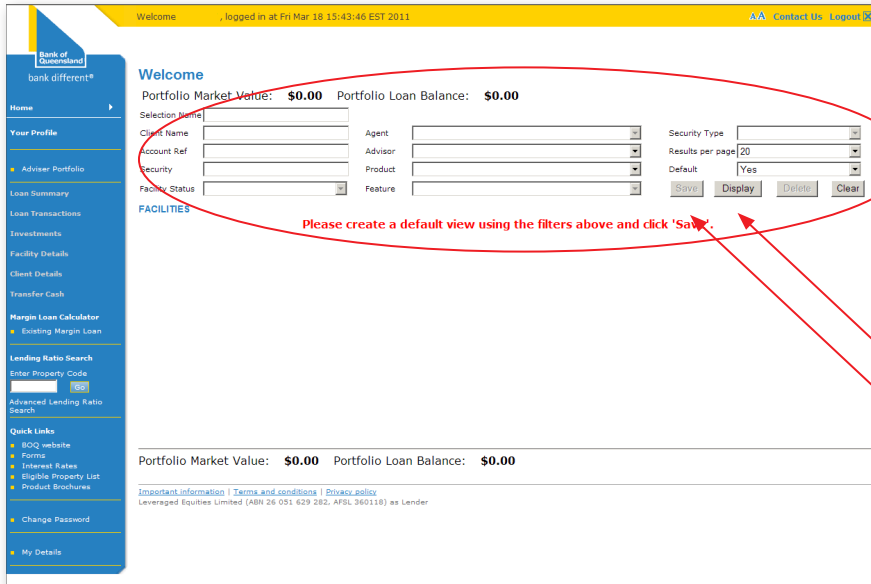 Welcome , logged in at Fri Mar 18 15:43:46 EST 2011
AA Contact Us Logout
Bank of
Queensland
bank different®
Home
Your Profile
Adviser Portfolio
Loan Summary
Loan Transactions
Investments
Facility Details
Client Details
Transfer Cash
Margin Loan Calculator
Existing Margin Loan
Lending Ratio Search
Enter Property Code
Go
Advanced Lending Ratio
Search
Quick Links
BOQ website
Forms
Interest Rates
Eligible Property List
Product Brochures
Change Password
My Details
Welcome
Portfolio Market Value: $0.00 Portfolio Loan Balance: $0.00
Selection Name
Client Name Agent Security Type
Account Ref Advisor Results per page 20
Security Product Default Yes
Facility Status Feature Save Display Delete Clear
FACILITIES
Please create a default view using the filters above and click 'Save'.
Portfolio Market Value: $0.00 Portfolio Loan Balance: $0.00
Important information | Terms and conditions | Privacy policy
Leveraged Equities Limited (ABN 26 051 629 282, AFSL 360118) as Lender